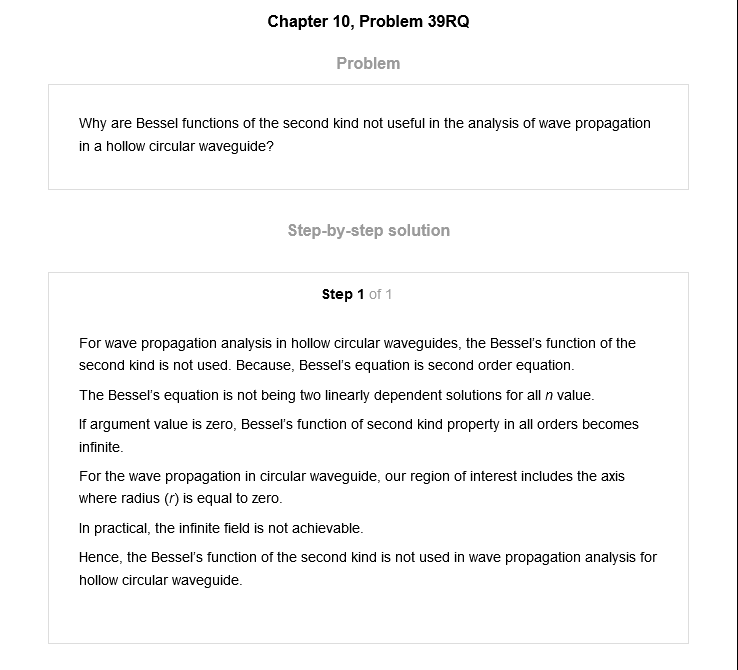 Chapter 10, Problem 39RQ
Problem
Why are Bessel functions of the second kind not useful in the analysis of wave propagation
in a hollow circular waveguide?
Step-by-step solution
Step 1 of 1
For wave propagation analysis in hollow circular waveguides, the Bessel's function of the
second kind is not used. Because, Bessel's equation is second order equation.
The Bessel's equation is not being two linearly dependent solutions for all n value.
If argument value is zero, Bessel's function of second kind property in all orders becomes
infinite.
For the wave propagation in circular waveguide, our region of interest includes the axis
where radius (r) is equal to zero.
In practical, the infinite field is not achievable.
Hence, the Bessel's function of the second kind is not used in wave propagation analysis for
hollow circular waveguide.